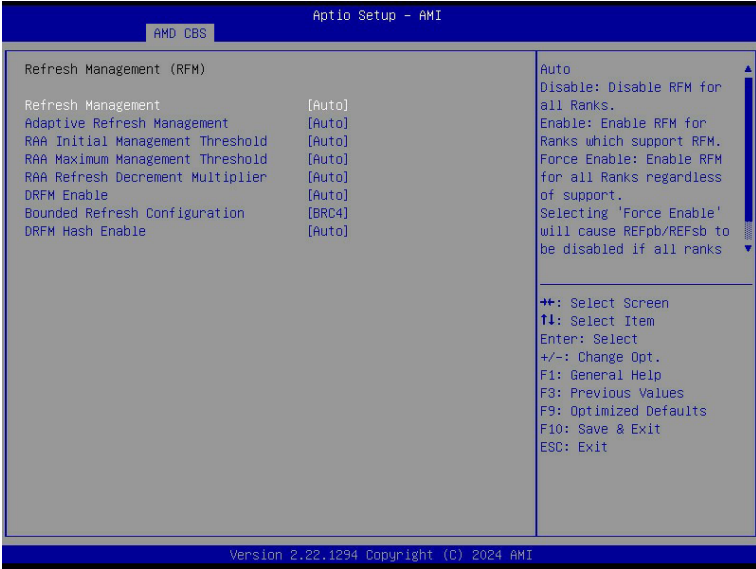 Aptio Setup – AMI
AMD CBS
Refresh Management (RFM)
Refresh Management [Auto]
Adaptive Refresh Management [Auto]
RAA Initial Management Threshold [Auto]
RAA Maximum Management Threshold [Auto]
RAA Refresh Decrement Multiplier [Auto]
DRFM Enable [Auto]
Bounded Refresh Configuration [BRC4]
DRFM Hash Enable [Auto]
Auto
Disable: Disable RFM for
all Ranks.
Enable: Enable RFM for
Ranks which support RFM.
Force Enable: Enable RFM
for all Ranks regardless
of support.
Selecting 'Force Enable'
will cause REFpb/REFsb to
be disabled if all ranks
→←: Select Screen
↑↓: Select Item
Enter: Select
+/-: Change Opt.
F1: General Help
F3: Previous Values
F9: Optimized Defaults
F10: Save & Exit
ESC: Exit
Version 2.22.1294 Copyright (C) 2024 AMI